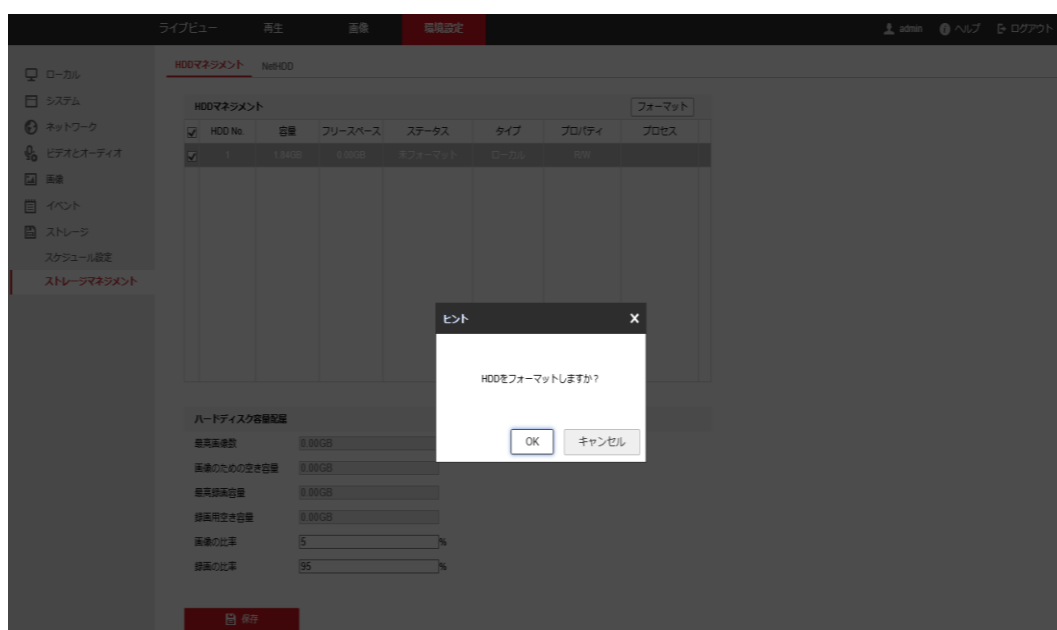 ライブビュー 再生 画像 環境設定 admin ヘルプ ログアウト
HDDマネジメント NetHDD
ローカル
システム
ネットワーク
ビデオとオーディオ
画像
イベント
ストレージ
スケジュール設定
ストレージマネジメント
HDDマネジメント フォーマット
HDD No. 容量 フリースペース ステータス タイプ プロパティ プロセス
1 1.84GB 0.00GB 未フォーマット ローカル R/W
ヒント
HDDをフォーマットしますか?
OK キャンセル
ハードディスク容量配置
最高画像数 0.00GB
画像のための空き容量 0.00GB
最高録画容量 0.00GB
録画用空き容量 0.00GB
画像の比率 5 %
録画の比率 95 %
保存